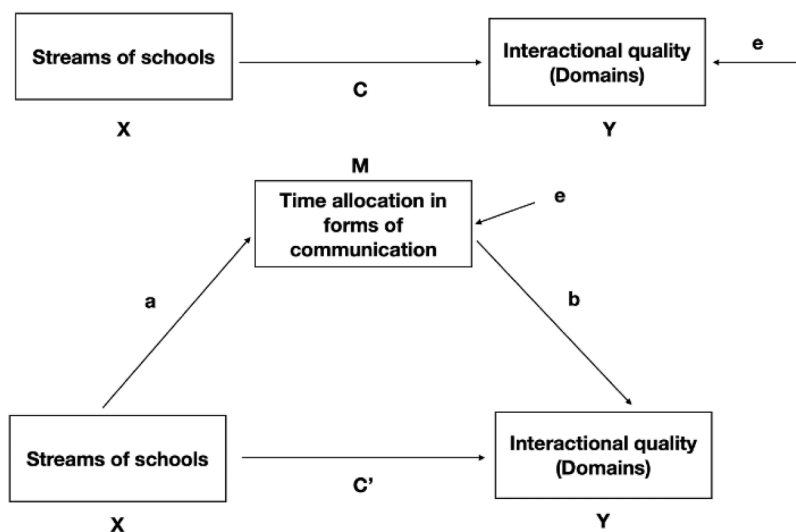 Streams of schools
Interactional quality
(Domains)
e
C
X
Y
M
Time allocation in
forms of
communication
e
a
b
Streams of schools
Interactional quality
(Domains)
C'
X
Y